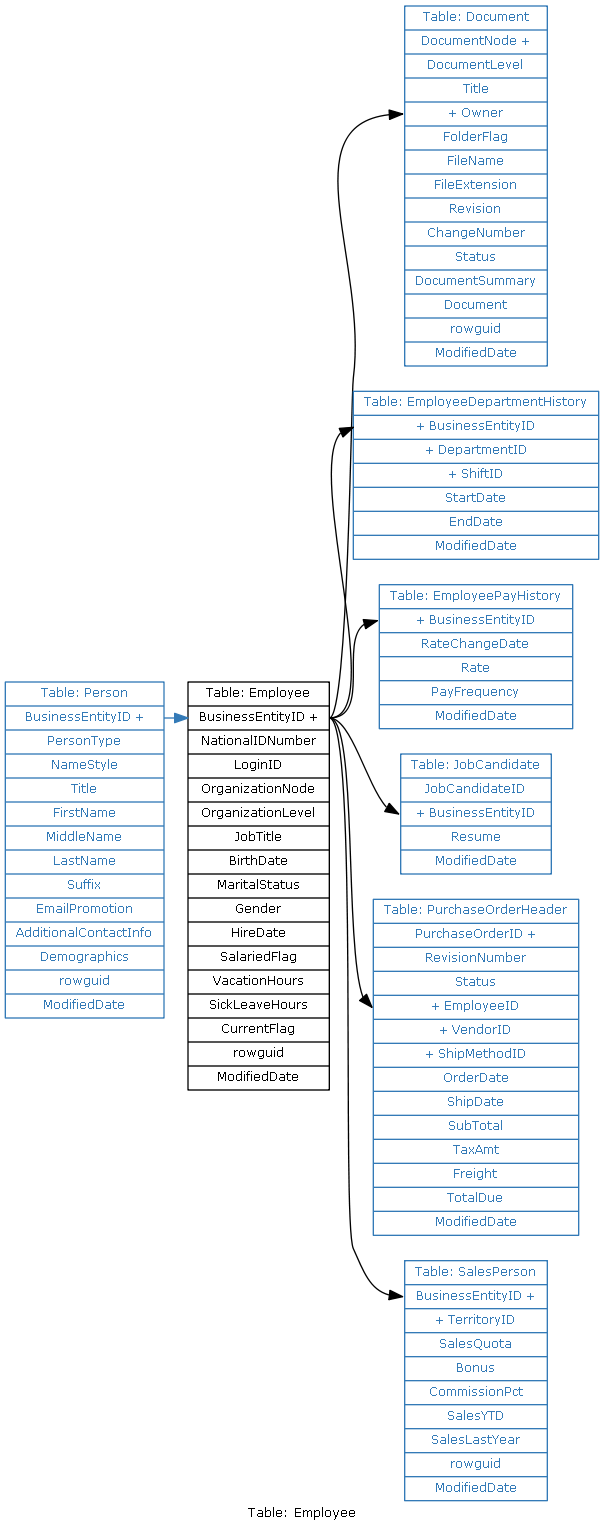 Table: Document
DocumentNode +
DocumentLevel
Title
+ Owner
FolderFlag
FileName
FileExtension
Revision
ChangeNumber
Status
DocumentSummary
Document
rowguid
ModifiedDate
Table: EmployeeDepartmentHistory
+ BusinessEntityID
+ DepartmentID
+ ShiftID
StartDate
EndDate
ModifiedDate
Table: EmployeePayHistory
+ BusinessEntityID
RateChangeDate
Rate
PayFrequency
ModifiedDate
Table: Person
BusinessEntityID +
PersonType
NameStyle
Title
FirstName
MiddleName
LastName
Suffix
EmailPromotion
AdditionalContactInfo
Demographics
rowguid
ModifiedDate
Table: Employee
BusinessEntityID +
NationalIDNumber
LoginID
OrganizationNode
OrganizationLevel
JobTitle
BirthDate
MaritalStatus
Gender
HireDate
SalariedFlag
VacationHours
SickLeaveHours
CurrentFlag
rowguid
ModifiedDate
Table: JobCandidate
JobCandidateID
+ BusinessEntityID
Resume
ModifiedDate
Table: PurchaseOrderHeader
PurchaseOrderID +
RevisionNumber
Status
+ EmployeeID
+ VendorID
+ ShipMethodID
OrderDate
ShipDate
SubTotal
TaxAmt
Freight
TotalDue
ModifiedDate
Table: SalesPerson
BusinessEntityID +
+ TerritoryID
SalesQuota
Bonus
CommissionPct
SalesYTD
SalesLastYear
rowguid
ModifiedDate
Table: Employee